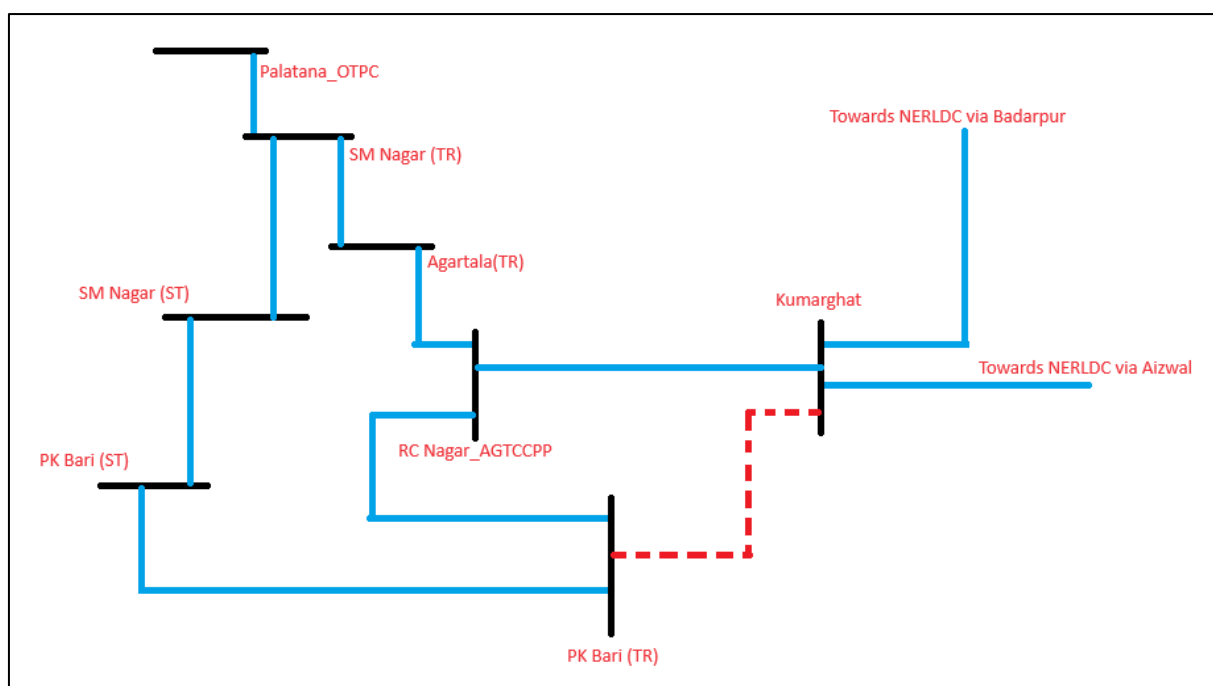 Palatana_OTPC
Towards NERLDC via Badarpur
SM Nagar (TR)
Agartala(TR)
SM Nagar (ST)
Kumarghat
Towards NERLDC via Aizwal
RC Nagar_AGTCCPP
PK Bari (ST)
PK Bari (TR)